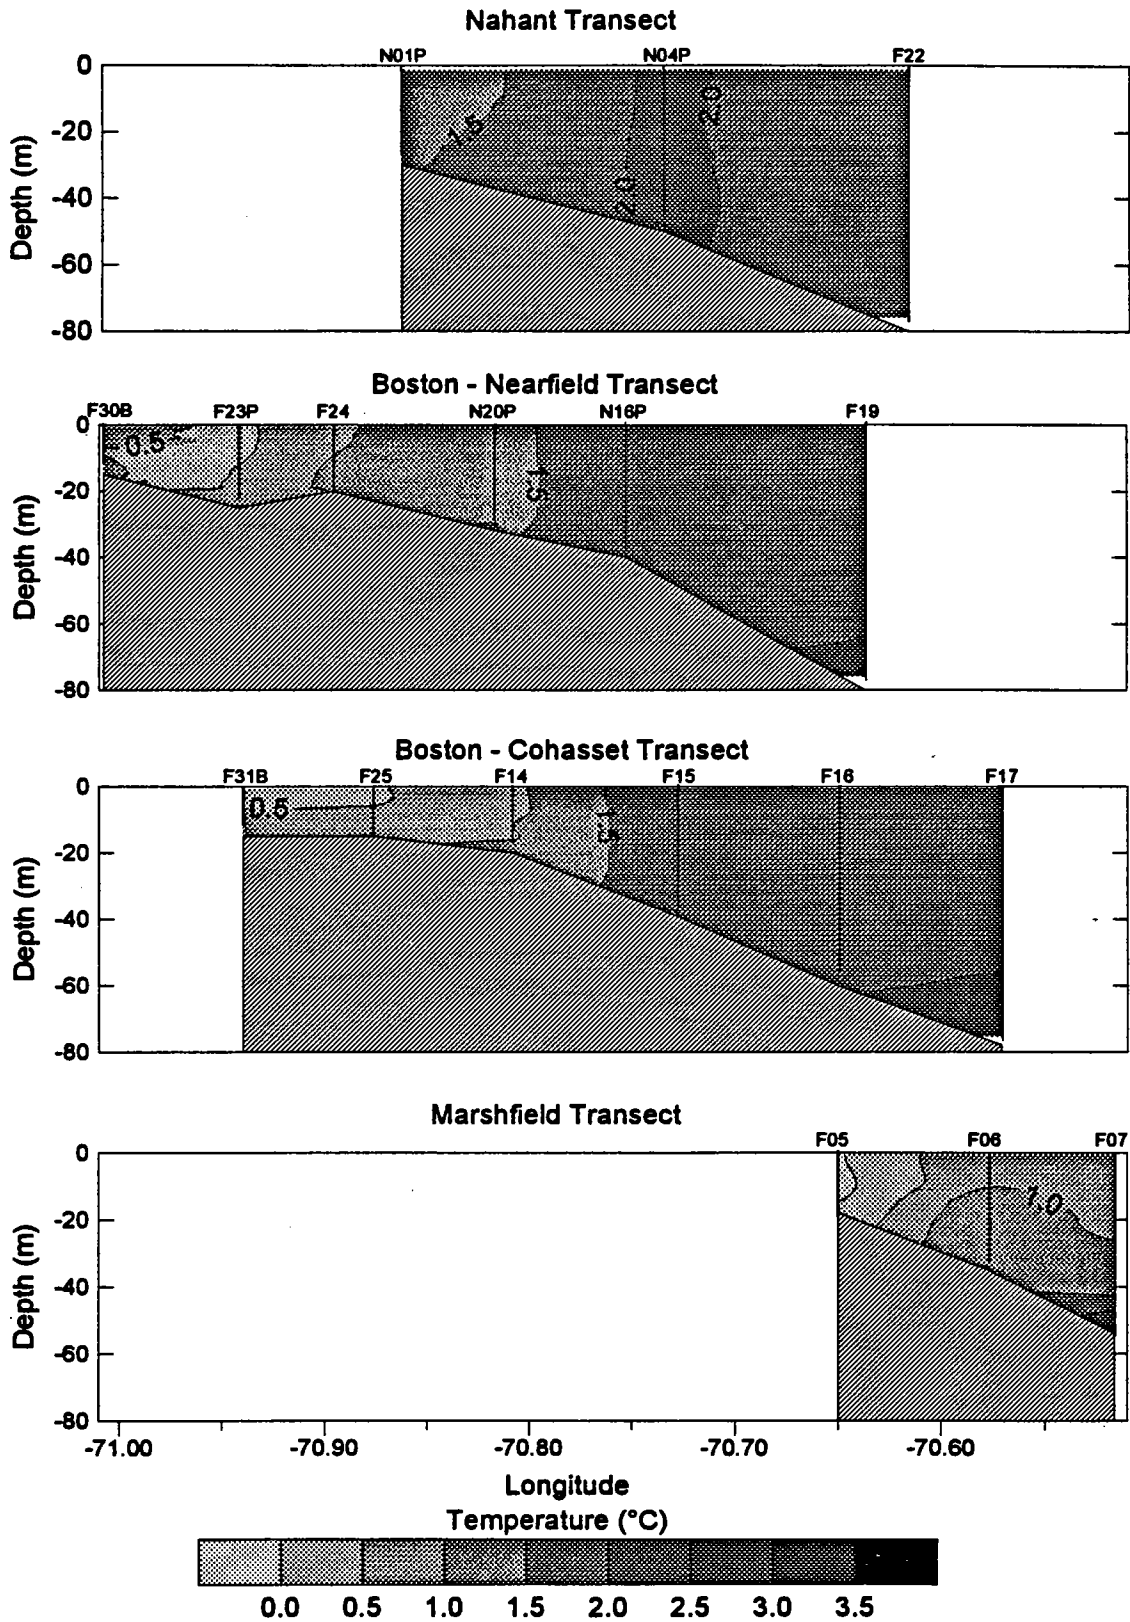 Nahant Transect
N01P N04P F22
0
-20
-40
-60
-80
Depth (m)
1.5
2.0
2.0
Boston - Nearfield Transect
F30B F23P F24 N20P N16P F19
0
-20
-40
-60
-80
Depth (m)
0.5
1.5
Boston - Cohasset Transect
F31B F25 F14 F15 F16 F17
0
-20
-40
-60
-80
Depth (m)
0.5
1.5
Marshfield Transect
F05 F06 F07
0
-20
-40
-60
-80
Depth (m)
1.0
-71.00 -70.90 -70.80 -70.70 -70.60
Longitude
Temperature (°C)
0.0 0.5 1.0 1.5 2.0 2.5 3.0 3.5